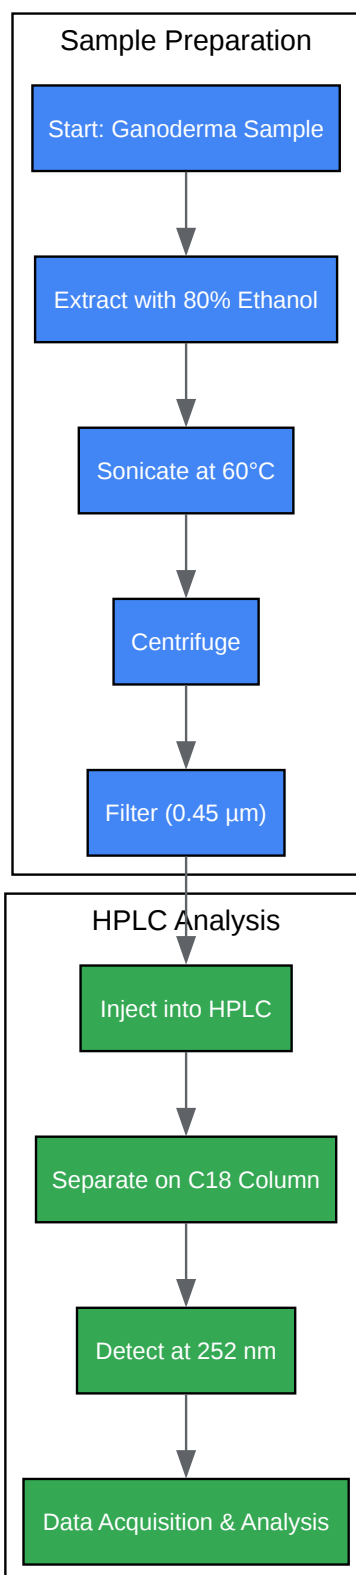 Sample Preparation
Start: Ganoderma Sample
Extract with 80% Ethanol
Sonicate at 60°C
Centrifuge
Filter (0.45 µm)
HPLC Analysis
Inject into HPLC
Separate on C18 Column
Detect at 252 nm
Data Acquisition & Analysis